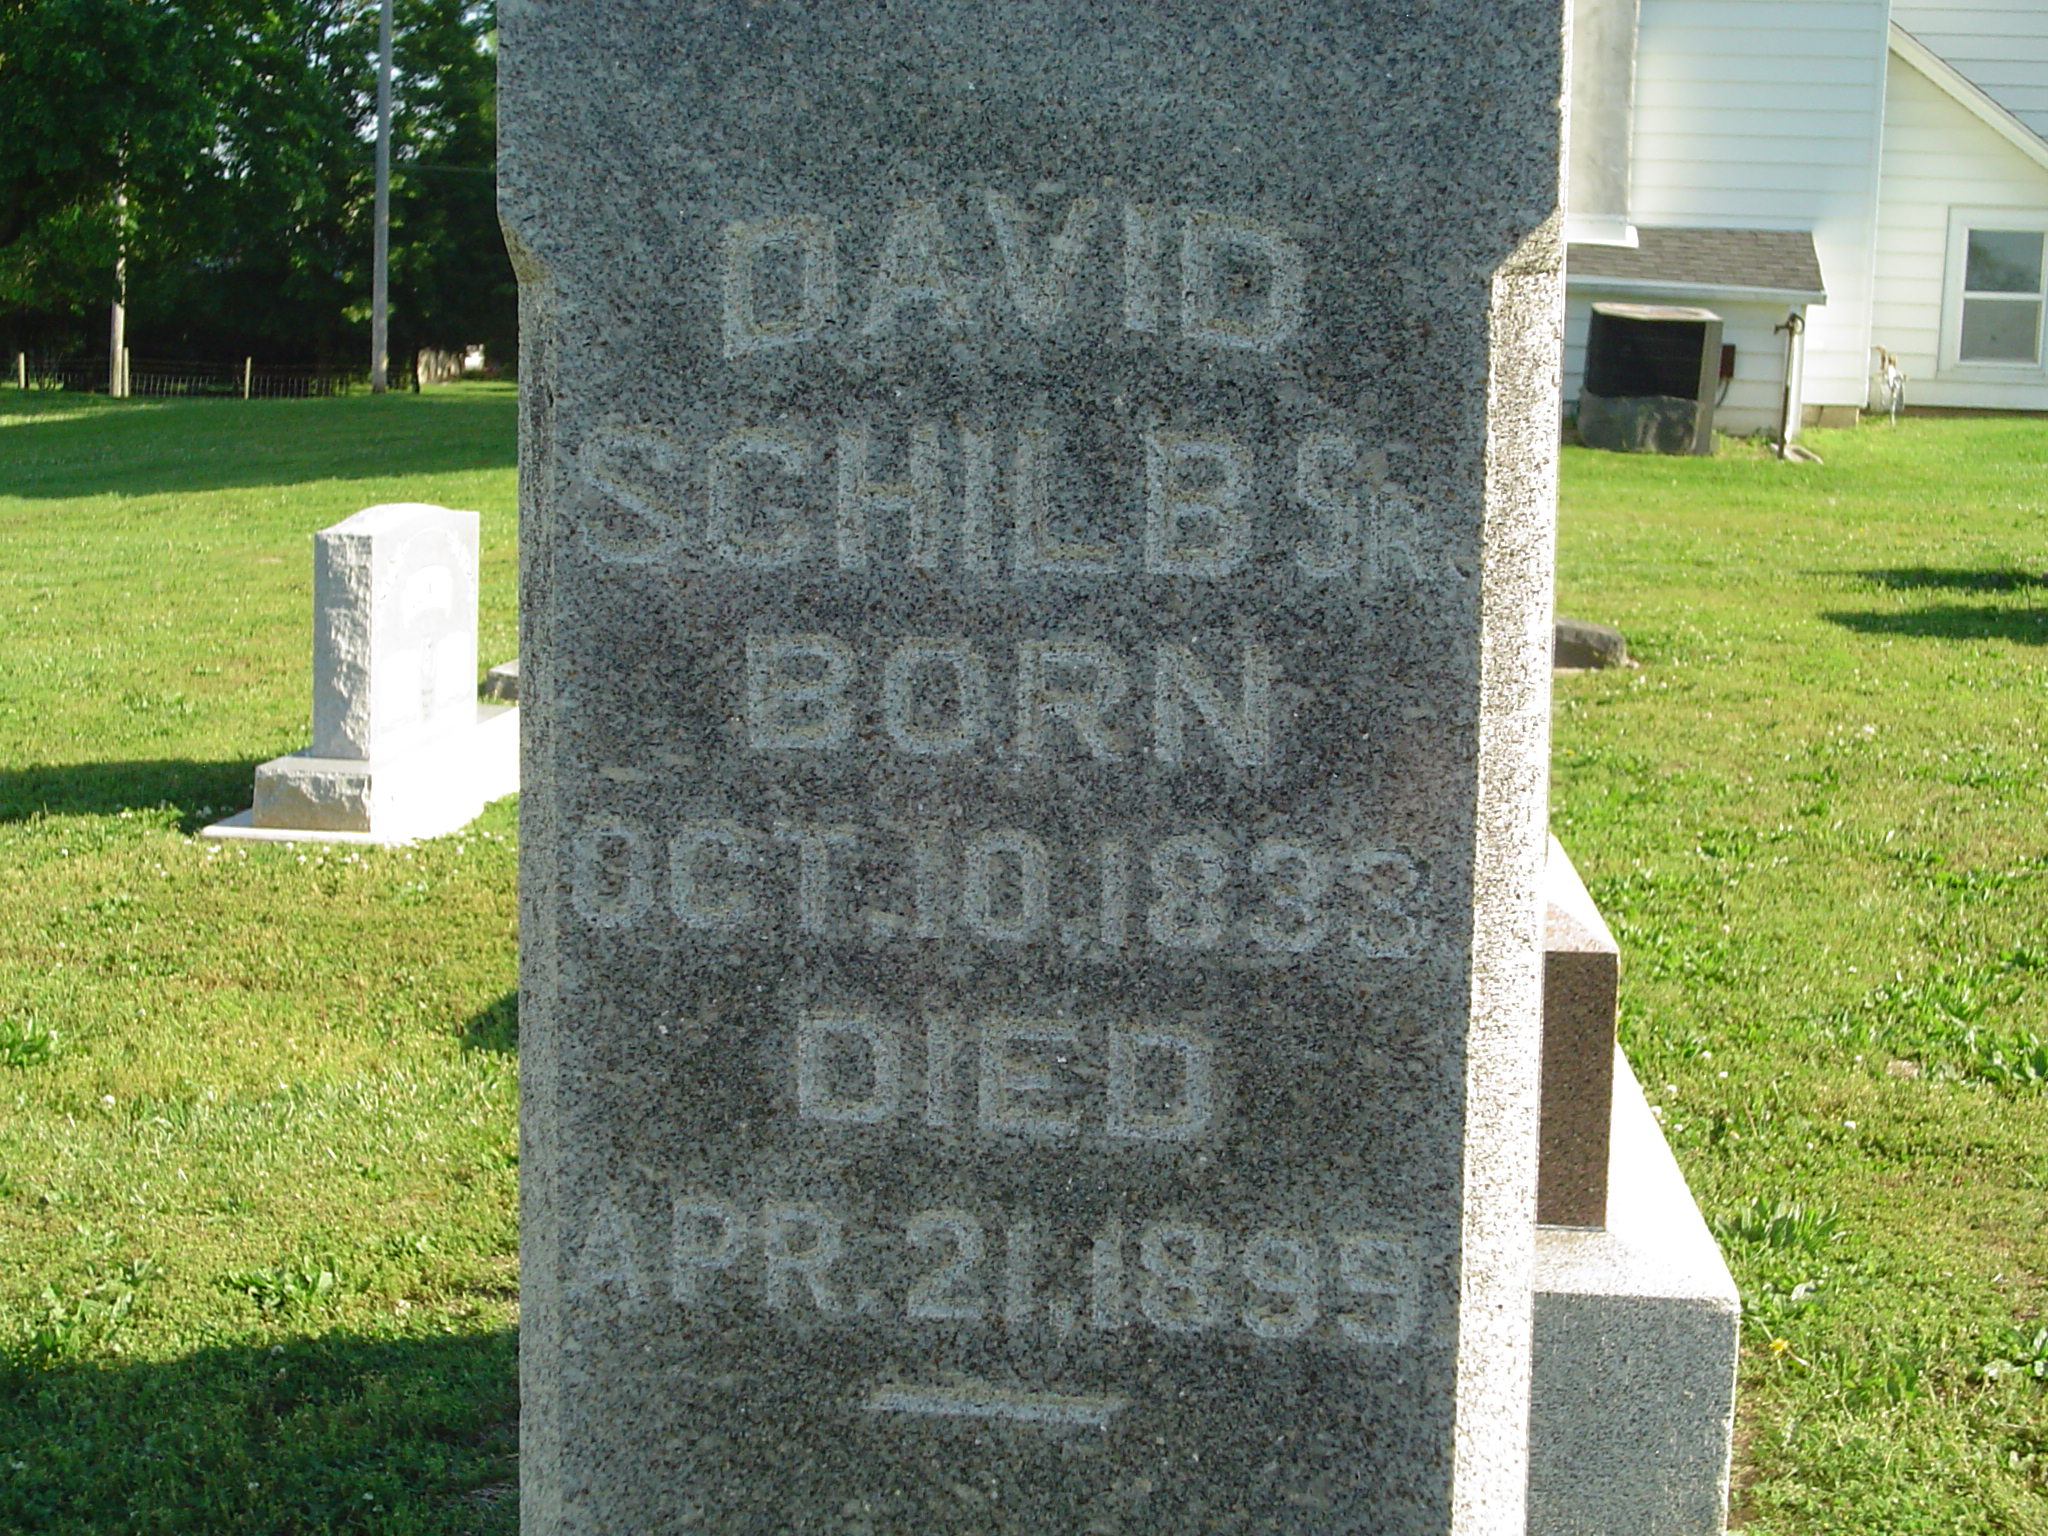 DAVID
SCHILB SR.
BORN
OCT. 10, 1833
DIED
APR. 21, 1895